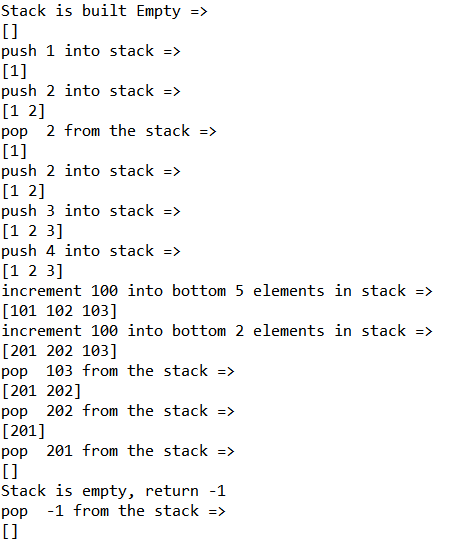 Stack is built Empty =>
[]
push 1 into stack =>
[1]
push 2 into stack =>
[1 2]
pop  2 from the stack =>
[1]
push 2 into stack =>
[1 2]
push 3 into stack =>
[1 2 3]
push 4 into stack =>
[1 2 3]
increment 100 into bottom 5 elements in stack =>
[101 102 103]
increment 100 into bottom 2 elements in stack =>
[201 202 103]
pop  103 from the stack =>
[201 202]
pop  202 from the stack =>
[201]
pop  201 from the stack =>
[]
Stack is empty, return -1
pop  -1 from the stack =>
[]